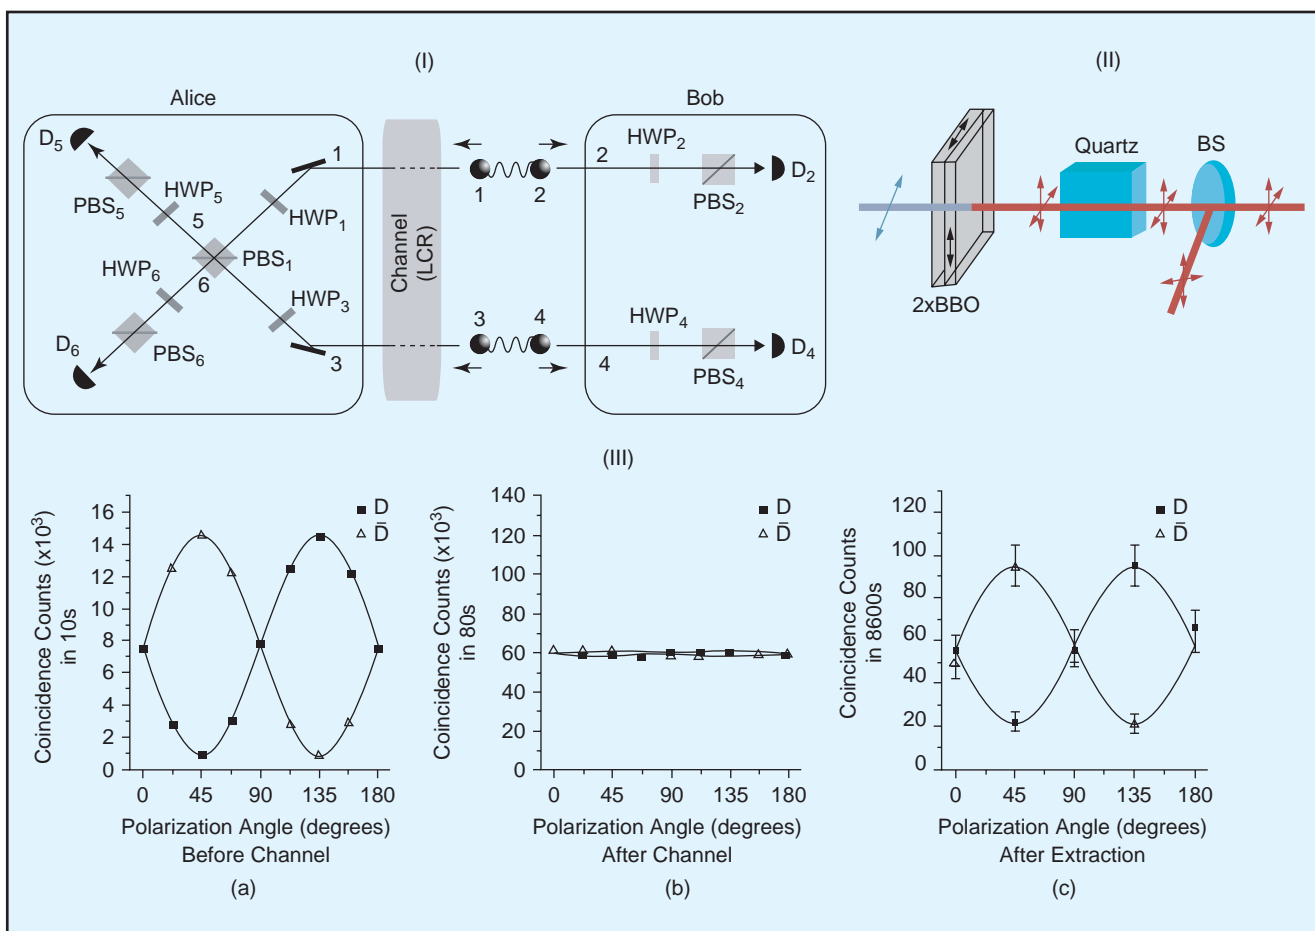 (I)
(II)
Alice
Bob
D5
PBS5
HWP5
5
1
HWP1
PBS1
HWP6
6
HWP3
D6
PBS6
3
Channel
(LCR)
1
2
3
4
2
HWP2
PBS2
D2
HWP4
4
PBS4
D4
Quartz
BS
2xBBO
(III)
Coincidence Counts (x10³)
in 10s
16
14
12
10
8
6
4
2
0
D
D̄
0 45 90 135 180
Polarization Angle (degrees)
Before Channel
(a)
Coincidence Counts (x10³)
in 80s
140
120
100
80
60
40
20
0
D
D̄
0 45 90 135 180
Polarization Angle (degrees)
After Channel
(b)
Coincidence Counts
in 8600s
120
100
80
60
40
20
0
D
D̄
0 45 90 135 180
Polarization Angle (degrees)
After Extraction
(c)